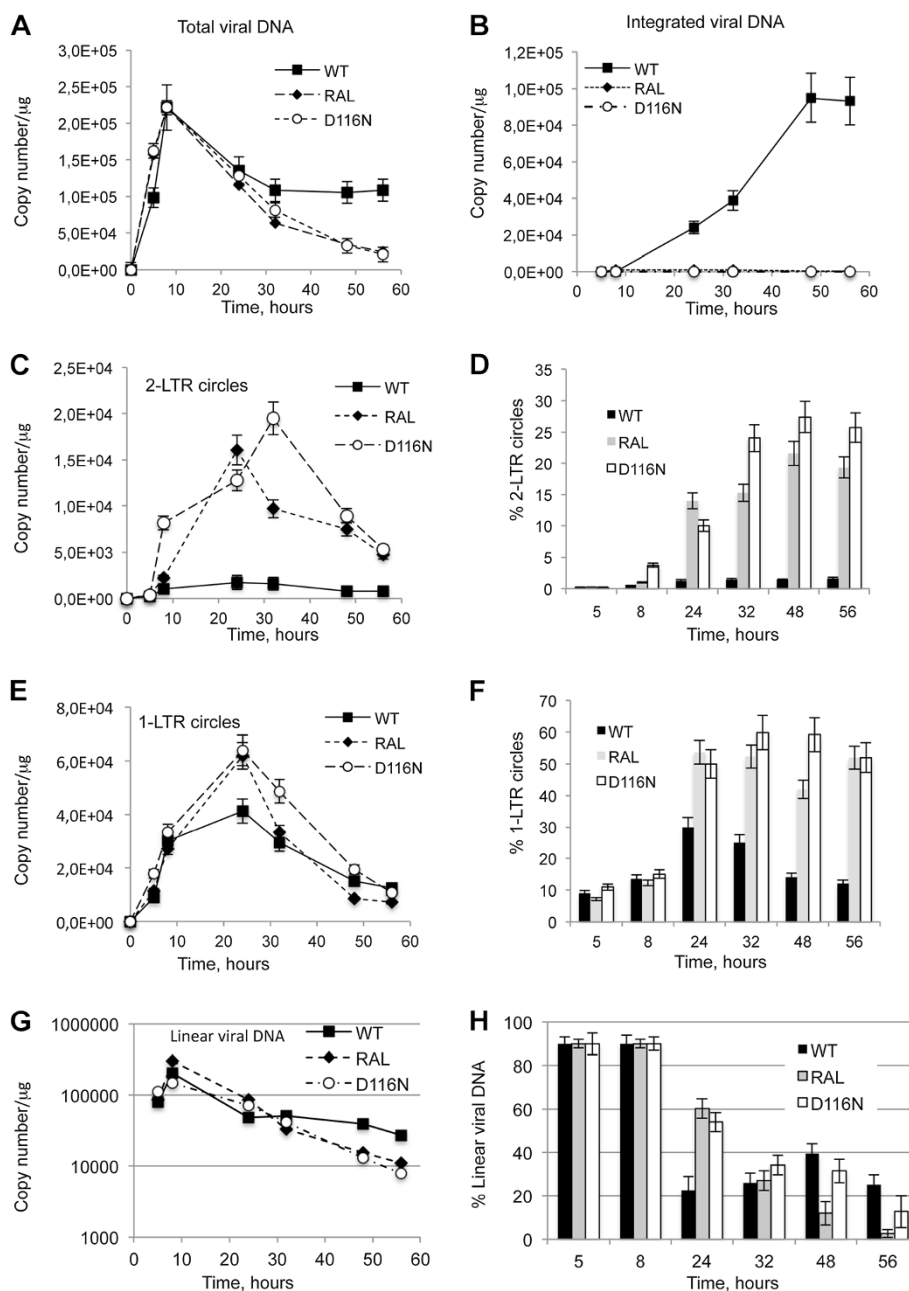 A
Total viral DNA
3,0E+05
2,5E+05
2,0E+05
1,5E+05
1,0E+05
5,0E+04
0,0E+00
Copy number/µg
WT
RAL
D116N
0 10 20 30 40 50 60
Time, hours
B
Integrated viral DNA
1,2E+05
1,0E+05
8,0E+04
6,0E+04
4,0E+04
2,0E+04
0,0E+00
Copy number/µg
WT
RAL
D116N
0 10 20 30 40 50 60
Time, hours
C
2-LTR circles
2,5E+04
2,0E+04
1,5E+04
1,0E+04
5,0E+03
0,0E+00
Copy number/µg
WT
RAL
D116N
0 10 20 30 40 50 60
Time, hours
D
35
30
25
20
15
10
5
0
% 2-LTR circles
WT
RAL
D116N
5 8 24 32 48 56
Time, hours
E
1-LTR circles
8,0E+04
6,0E+04
4,0E+04
2,0E+04
0,0E+00
Copy number/µg
WT
RAL
D116N
0 10 20 30 40 50 60
Time, hours
F
70
60
50
40
30
20
10
0
% 1-LTR circles
WT
RAL
D116N
5 8 24 32 48 56
Time, hours
G
Linear viral DNA
1000000
100000
10000
1000
Copy number/µg
WT
RAL
D116N
0 10 20 30 40 50 60
Time, hours
H
100
80
60
40
20
0
% Linear viral DNA
WT
RAL
D116N
5 8 24 32 48 56
Time, hours